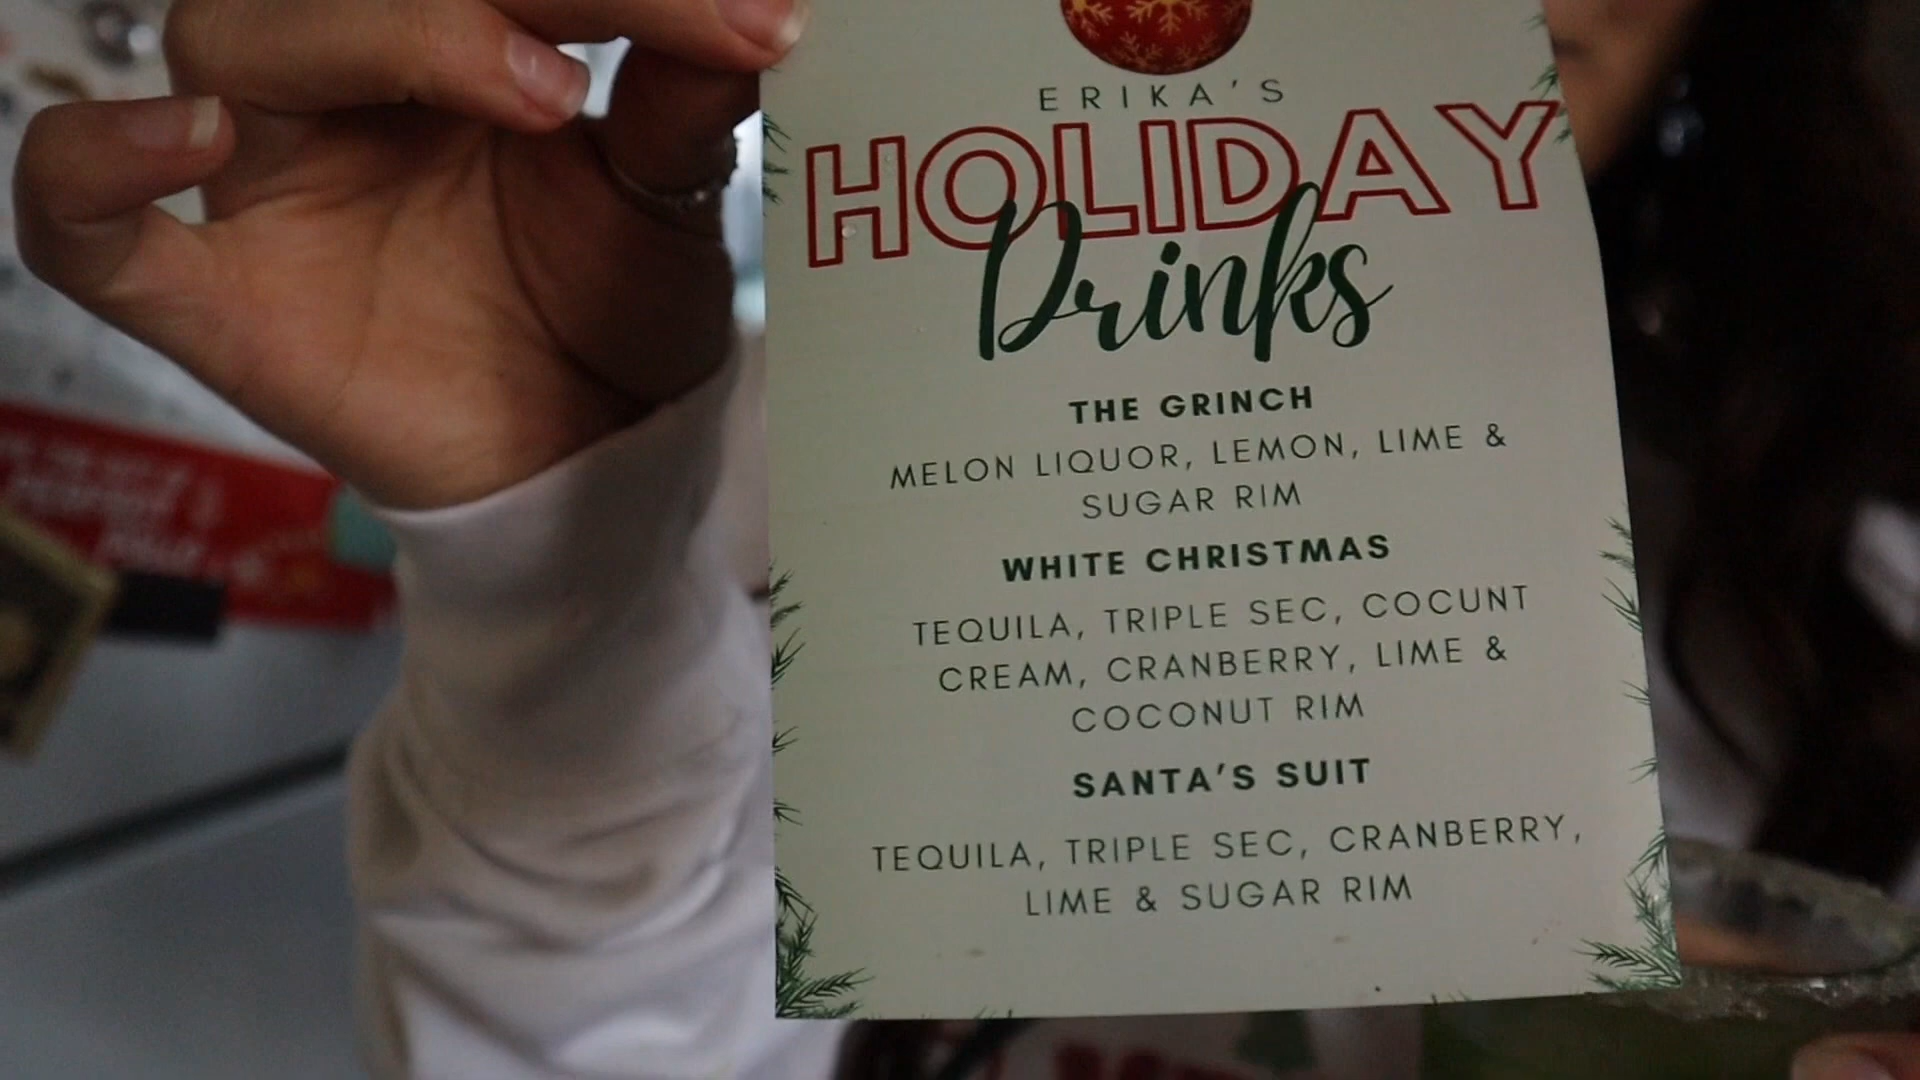 ERIKA'S
HOLIDAY
Drinks
THE GRINCH
MELON LIQUOR, LEMON, LIME &
SUGAR RIM
WHITE CHRISTMAS
TEQUILA, TRIPLE SEC, COCUNT
CREAM, CRANBERRY, LIME &
COCONUT RIM
SANTA'S SUIT
TEQUILA, TRIPLE SEC, CRANBERRY,
LIME & SUGAR RIM